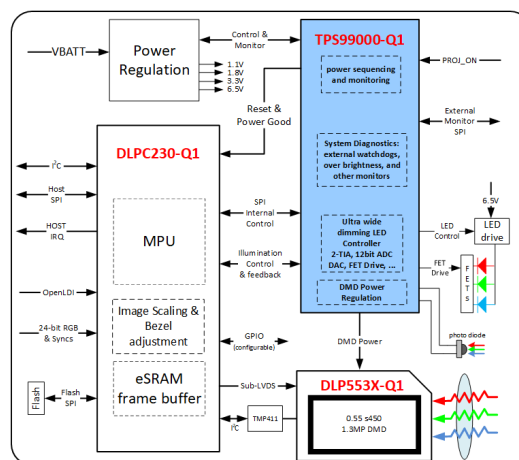 VBATT
Power
Regulation
1.1V
1.8V
3.3V
6.5V
Control &
Monitor
TPS99000-Q1
power sequencing
and monitoring
PROJ_ON
Reset &
Power Good
External
Monitor
SPI
System Diagnostics:
external watchdogs,
over brightness, and
other monitors
DLPC230-Q1
I²C
Host
SPI
HOST
IRQ
MPU
SPI
Internal
Control
Ultra wide
dimming LED
Controller
2-TIA, 12bit ADC
DAC, FET Drive, ...
6.5V
LED
Control
LED
drive
Illumination
Control
& feedback
FET
Drive
FETs
DMD Power
Regulation
OpenLDI
24-bit RGB
& Syncs
Image Scaling &
Bezel
adjustment
GPIO
(configurable)
DMD Power
photo diode
Flash
Flash
SPI
eSRAM
frame buffer
Sub-LVDS
I²C
TMP411
DLP553X-Q1
0.55 s450
1.3MP DMD